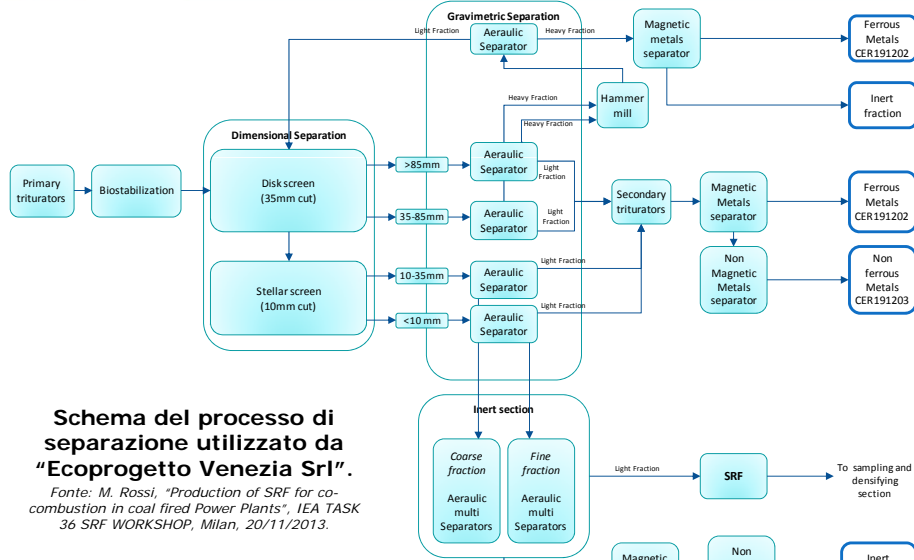 Gravimetric Separation
Light Fraction
Aeraulic
Separator
Heavy Fraction
Magnetic
metals
separator
Ferrous
Metals
CER191202
Heavy Fraction
Hammer
mill
Inert
fraction
Heavy Fraction
Dimensional Separation
Primary
triturators
Biostabilization
Disk screen
(35mm cut)
>85mm
Aeraulic
Separator
Light
Fraction
35-85mm
Aeraulic
Separator
Light
Fraction
Secondary
triturators
Magnetic
Metals
separator
Ferrous
Metals
CER191202
Stellar screen
(10mm cut)
10-35mm
Aeraulic
Separator
Light Fraction
<10 mm
Aeraulic
Separator
Light Fraction
Non
Magnetic
Metals
separator
Non
ferrous
Metals
CER191203
Schema del processo di
separazione utilizzato da
“Ecoprogetto Venezia Srl”.
Fonte: M. Rossi, “Production of SRF for co-
combustion in coal fired Power Plants”, IEA TASK
36 SRF WORKSHOP, Milan, 20/11/2013.
Inert section
Coarse
fraction
Aeraulic
multi
Separators
Fine
fraction
Aeraulic
multi
Separators
Light Fraction
SRF
To sampling and
densifying
section
Magnetic
Non
Inert